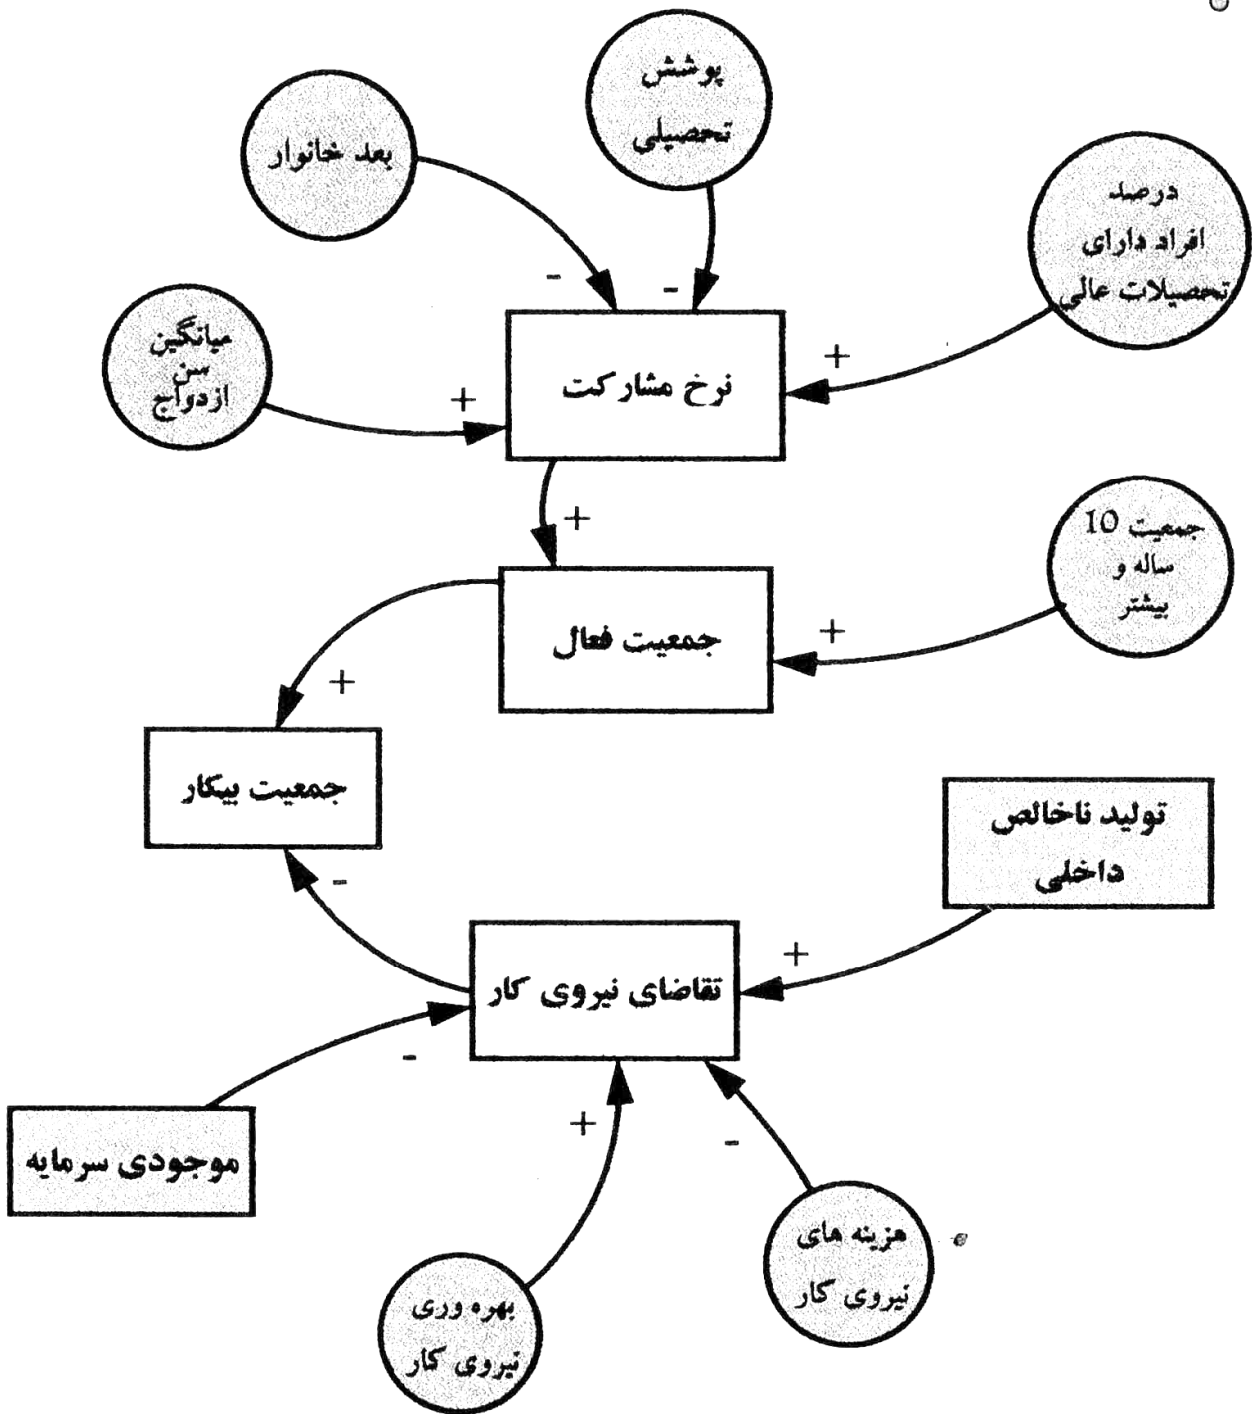 پوشش
تحصیلی
بعد خانوار
درصد
افراد دارای
تحصیلات عالی
-
-
میانگین
سن
ازدواج
+
+
نرخ مشارکت
+
جمعیت 10
ساله و
بیشتر
+
جمعیت فعال
+
جمعیت بیکار
تولید ناخالص
داخلی
-
+
تقاضای نیروی کار
-
+
-
موجودی سرمایه
هزینه های
نیروی کار
بهره وری
نیروی کار